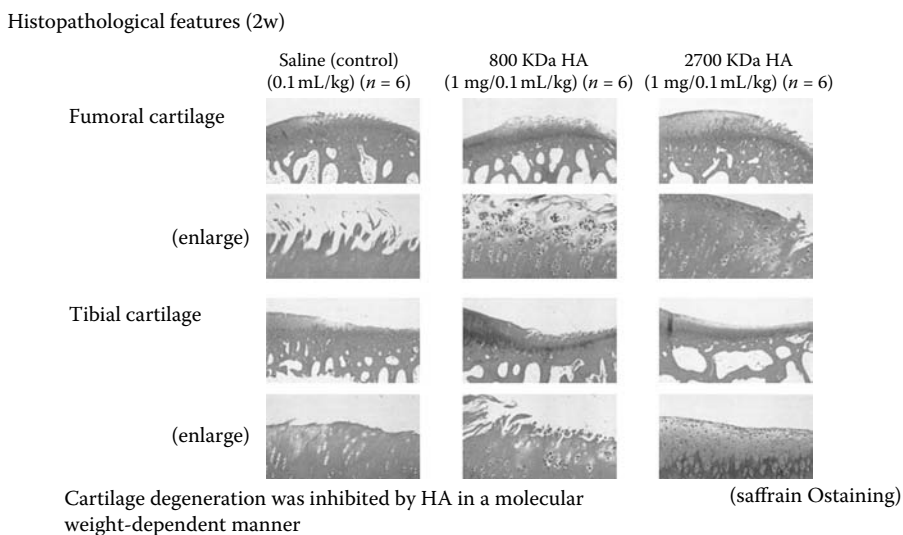 Histopathological features (2w)
Saline (control)
(0.1 mL/kg) (n = 6)
800 KDa HA
(1 mg/0.1 mL/kg) (n = 6)
2700 KDa HA
(1 mg/0.1 mL/kg) (n = 6)
Fumoral cartilage
(enlarge)
Tibial cartilage
(enlarge)
Cartilage degeneration was inhibited by HA in a molecular
weight-dependent manner
(saffrain Ostaining)